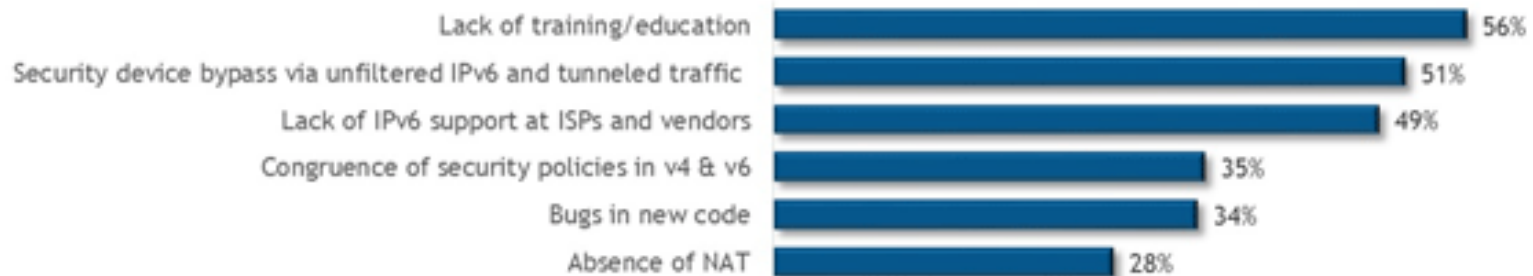 Lack of training/education 56%
Security device bypass via unfiltered IPv6 and tunneled traffic 51%
Lack of IPv6 support at ISPs and vendors 49%
Congruence of security policies in v4 & v6 35%
Bugs in new code 34%
Absence of NAT 28%